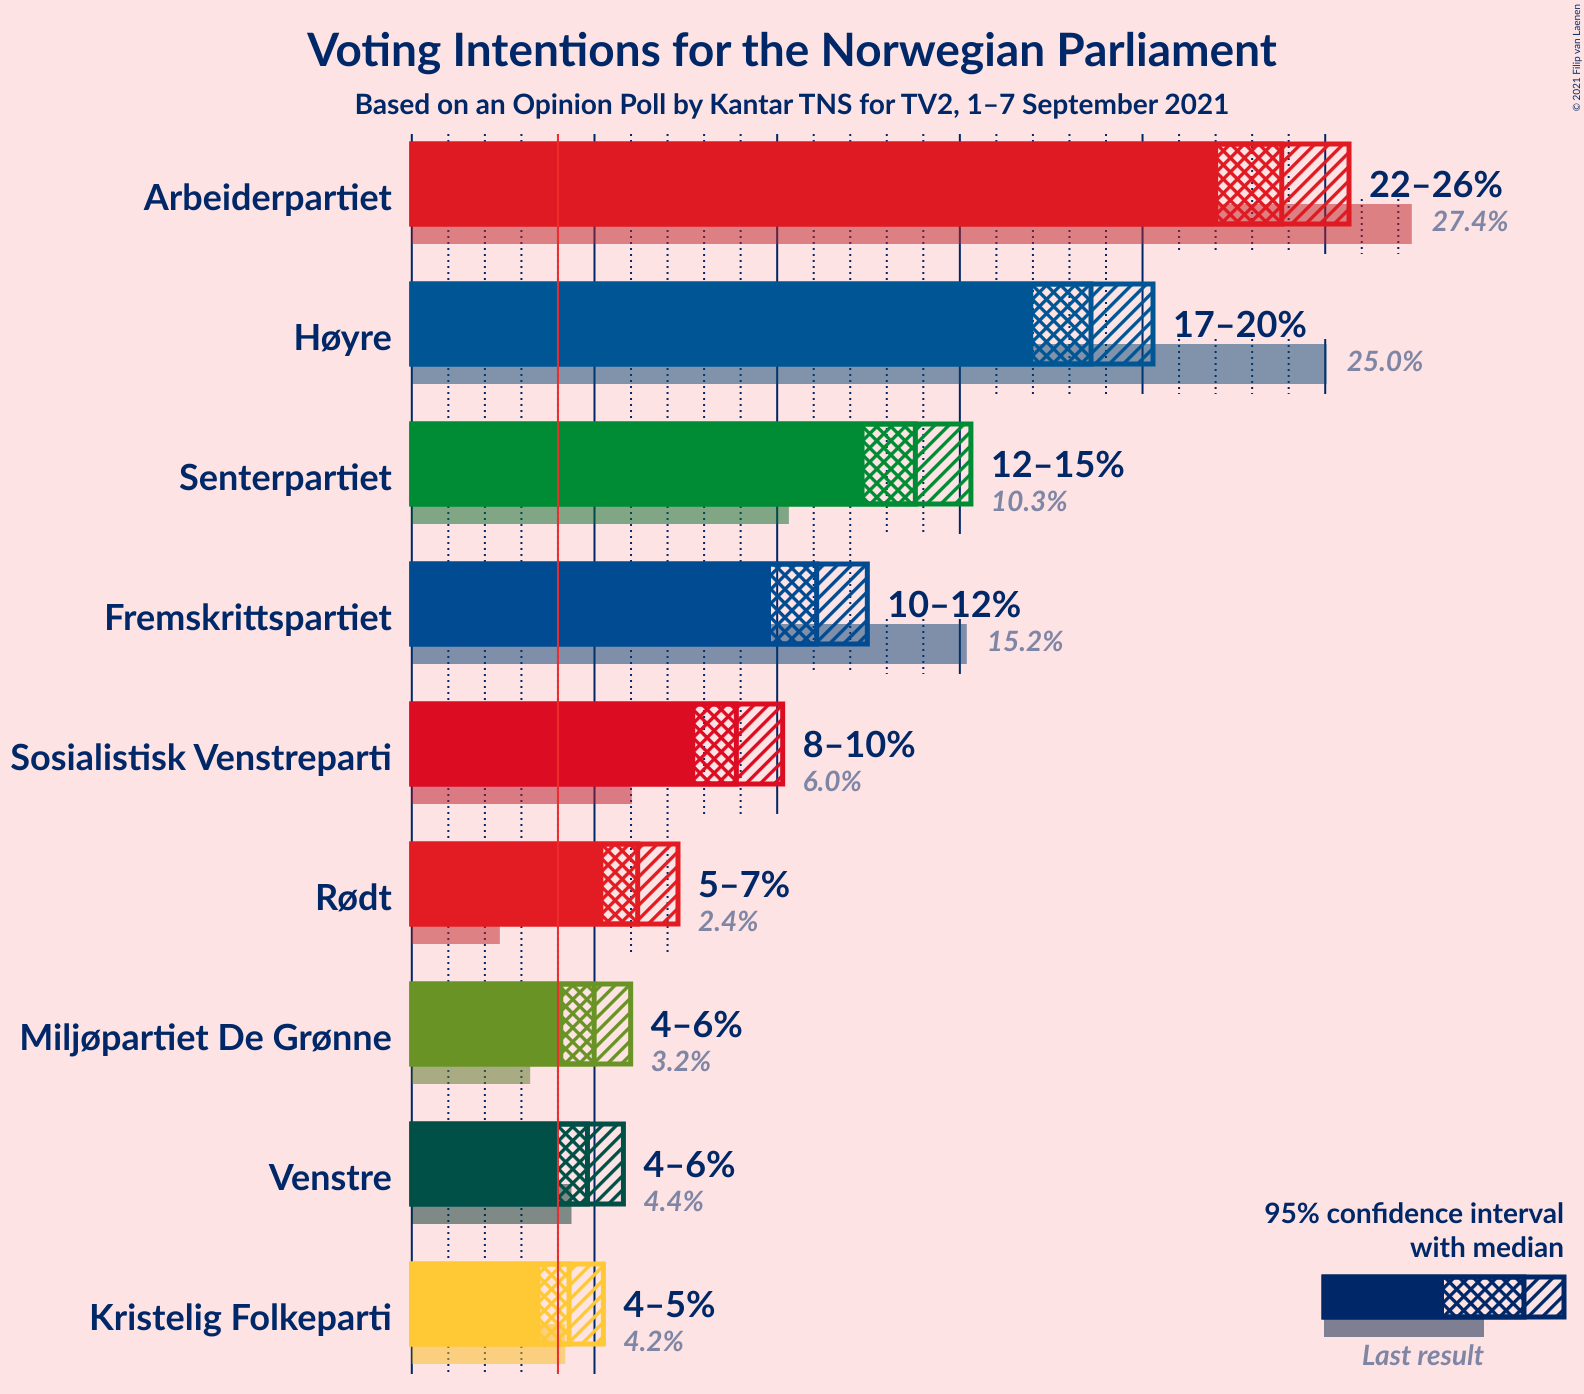 Voting Intentions for the Norwegian Parliament
Based on an Opinion Poll by Kantar TNS for TV2, 1–7 September 2021
© 2021 Filip van Laenen
Arbeiderpartiet
22–26%
27.4%
Høyre
17–20%
25.0%
Senterpartiet
12–15%
10.3%
Fremskrittspartiet
10–12%
15.2%
Sosialistisk Venstreparti
8–10%
6.0%
Rødt
5–7%
2.4%
Miljøpartiet De Grønne
4–6%
3.2%
Venstre
4–6%
4.4%
Kristelig Folkeparti
4–5%
4.2%
95% confidence interval
with median
Last result